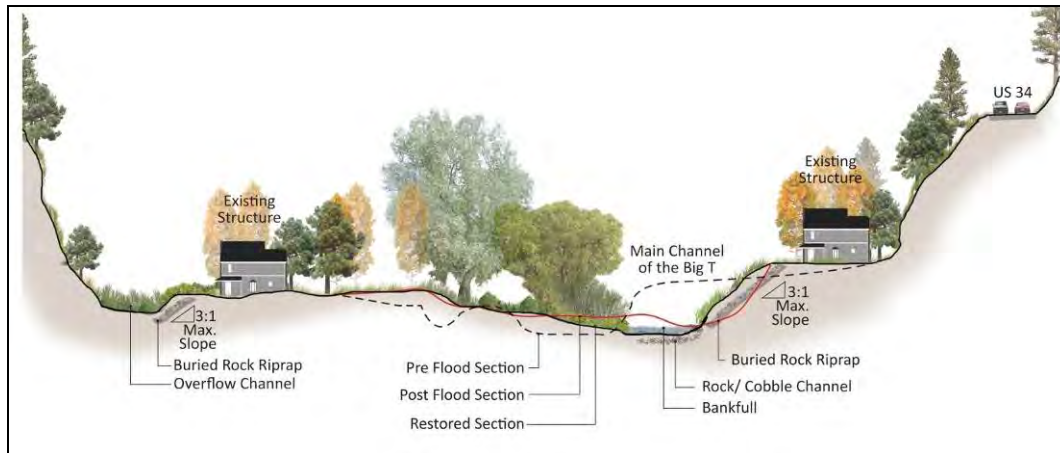 US 34
Existing
Structure
Existing
Structure
Main Channel
of the Big T
3:1
Max.
Slope
3:1
Max.
Slope
Buried Rock Riprap
Overflow Channel
Pre Flood Section
Post Flood Section
Restored Section
Buried Rock Riprap
Rock/ Cobble Channel
Bankfull